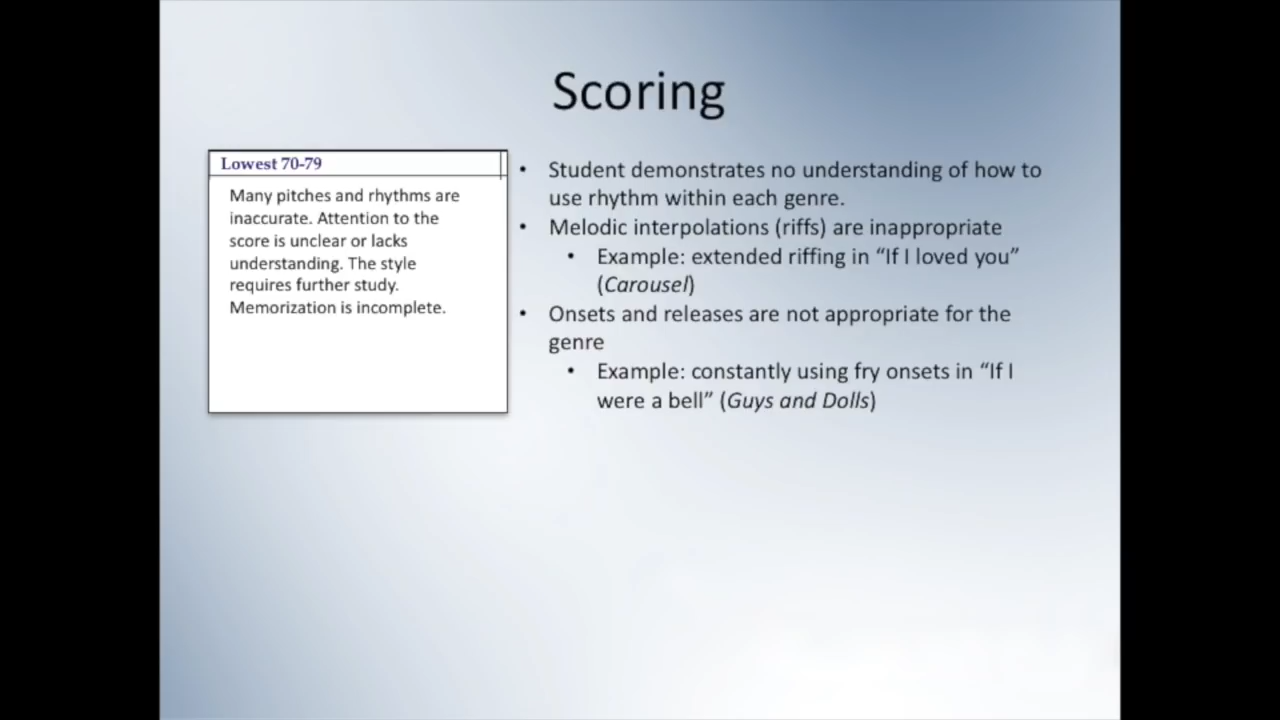 Scoring
Lowest 70-79
Many pitches and rhythms are
inaccurate. Attention to the
score is unclear or lacks
understanding. The style
requires further study.
Memorization is incomplete.
• Student demonstrates no understanding of how to
use rhythm within each genre.
• Melodic interpolations (riffs) are inappropriate
• Example: extended riffing in “If I loved you”
(Carousel)
• Onsets and releases are not appropriate for the
genre
• Example: constantly using fry onsets in “If I
were a bell” (Guys and Dolls)